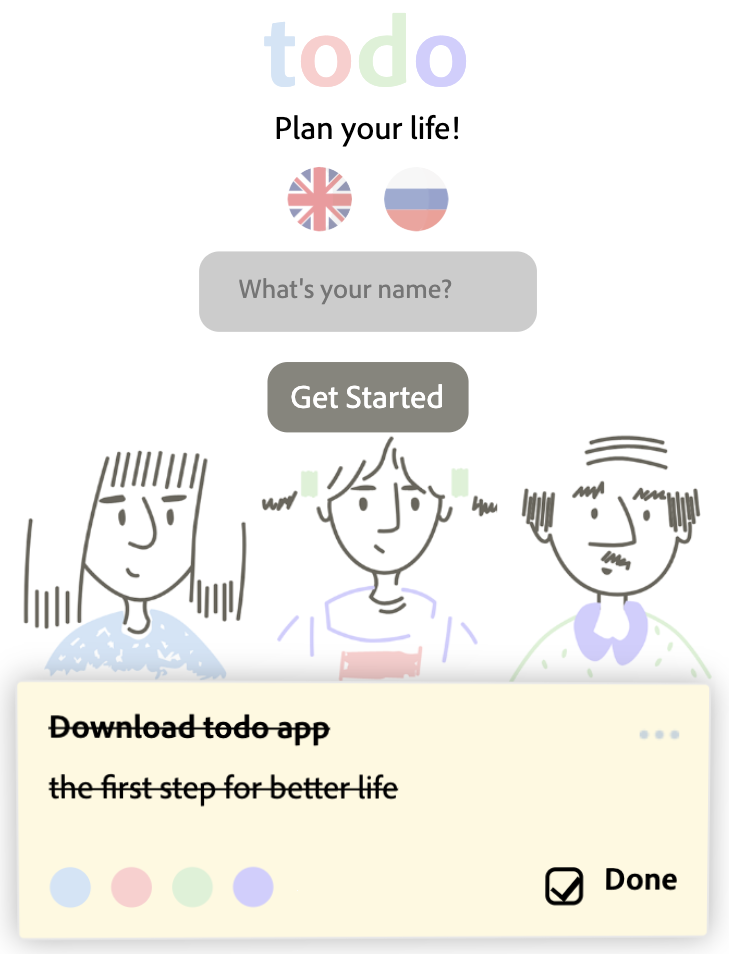 todo
Plan your life!
What's your name?
Get Started
Download todo app
the first step for better life
Done